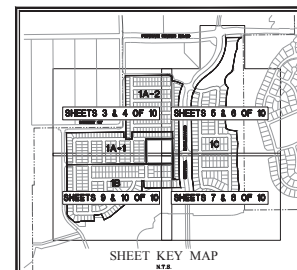 1A-2
SHEETS 3 & 4 OF 10
SHEETS 5 & 6 OF 10
1A-1
1C
1B
SHEETS 9 & 10 OF 10
SHEETS 7 & 8 OF 10
SHEET KEY MAP
N.T.S.